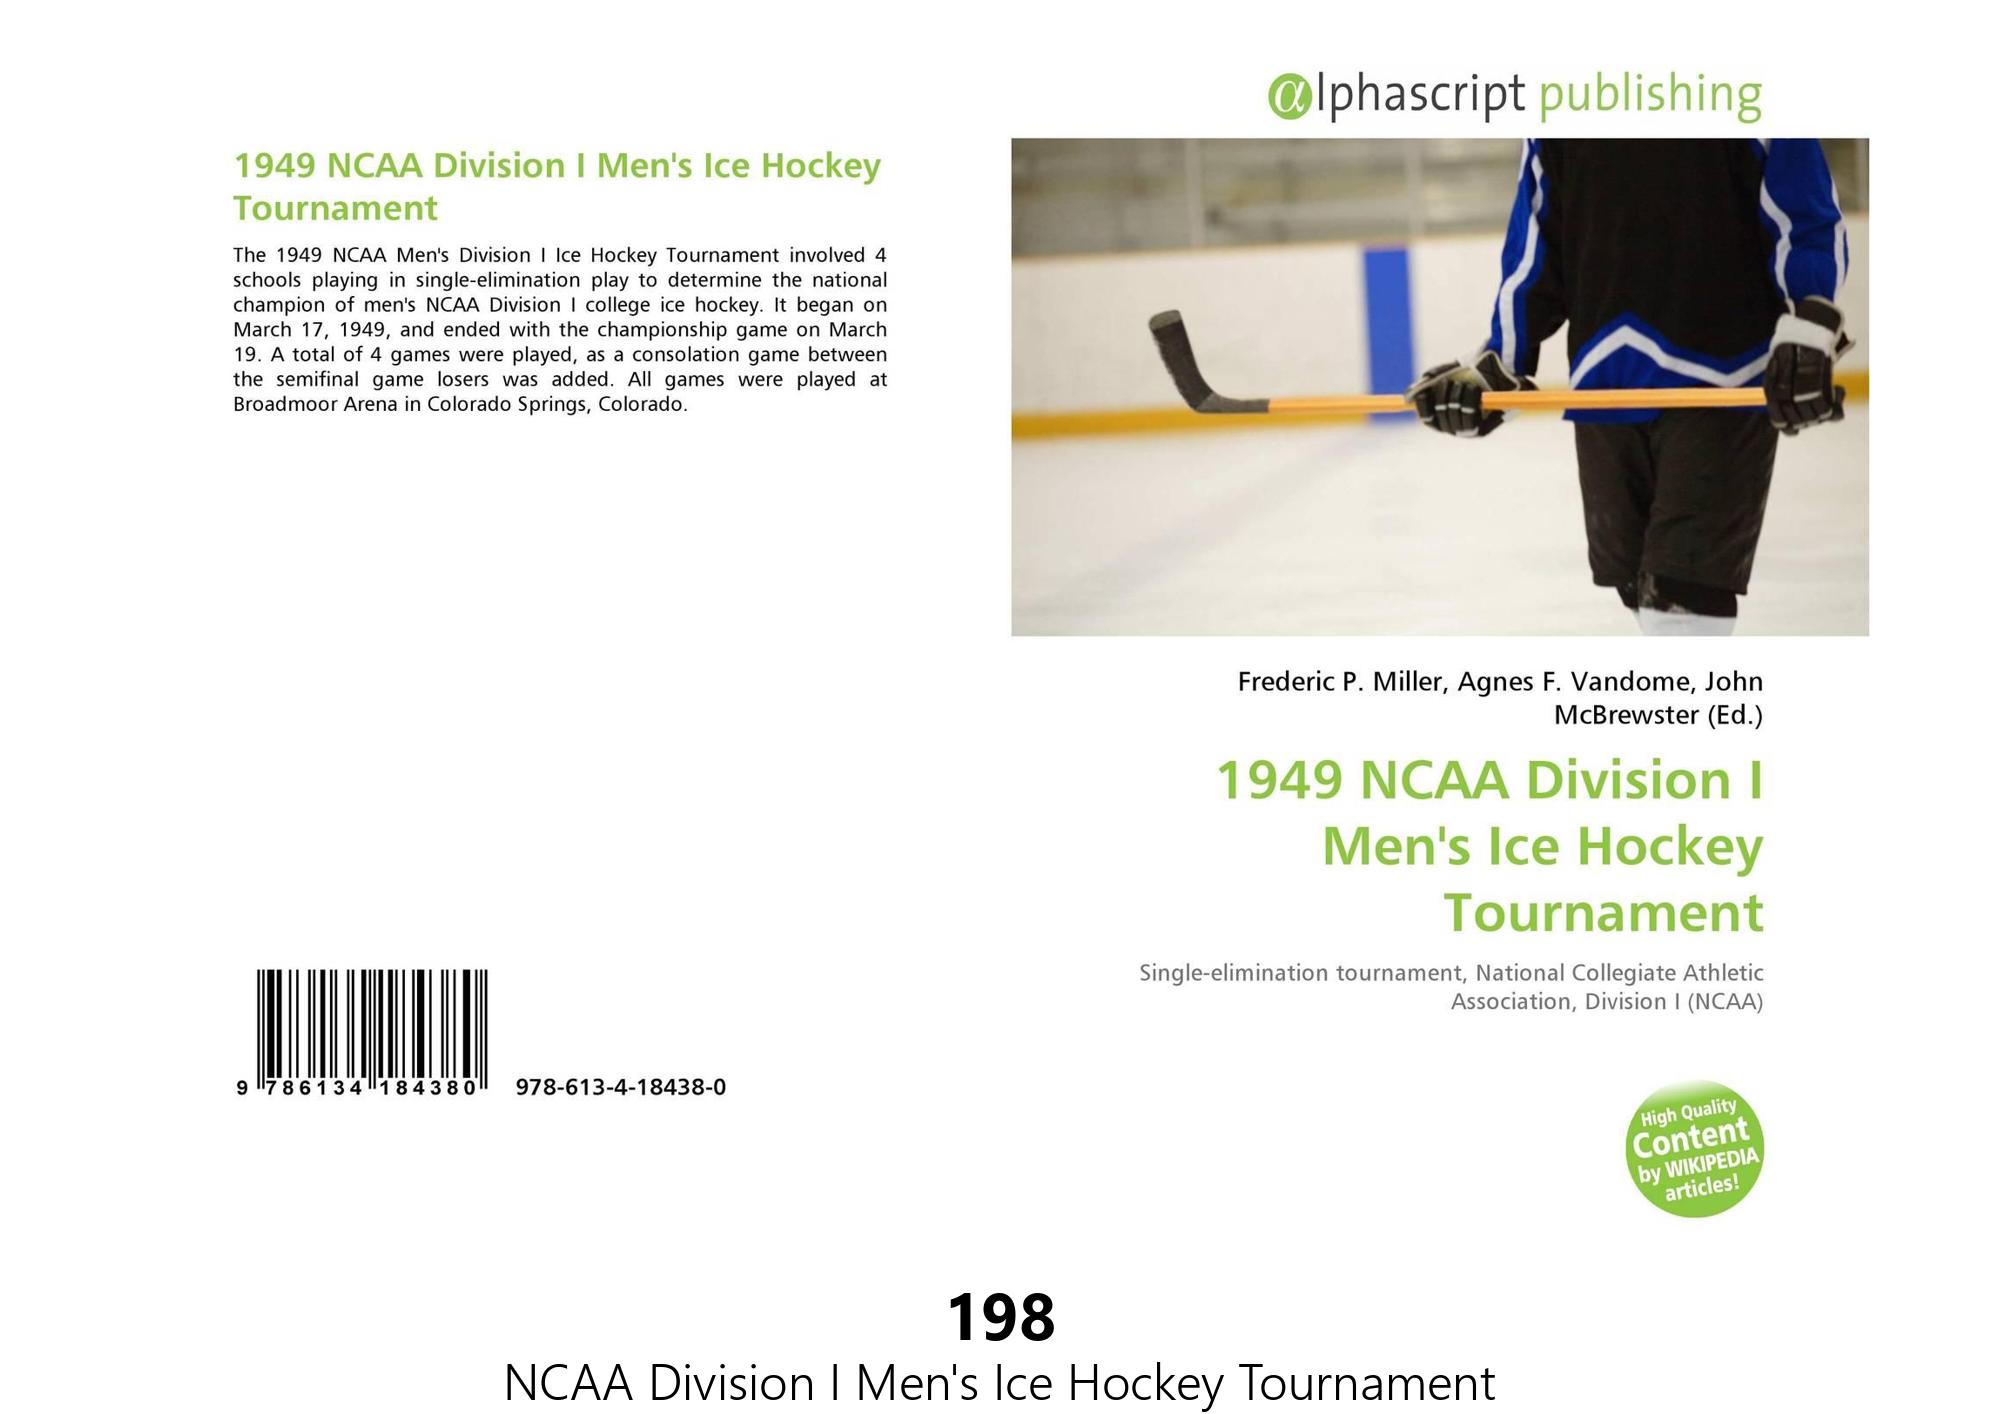 1949 NCAA Division I Men's Ice Hockey
Tournament
The 1949 NCAA Men's Division I Ice Hockey Tournament involved 4
schools playing in single-elimination play to determine the national
champion of men's NCAA Division I college ice hockey. It began on
March 17, 1949, and ended with the championship game on March
19. A total of 4 games were played, as a consolation game between
the semifinal game losers was added. All games were played at
Broadmoor Arena in Colorado Springs, Colorado.
9 786134 184380
978-613-4-18438-0
αlphascript publishing
Frederic P. Miller, Agnes F. Vandome, John
McBrewster (Ed.)
1949 NCAA Division I
Men's Ice Hockey
Tournament
Single-elimination tournament, National Collegiate Athletic
Association, Division I (NCAA)
High Quality
Content
by WIKIPEDIA
articles!
198
NCAA Division I Men's Ice Hockey Tournament